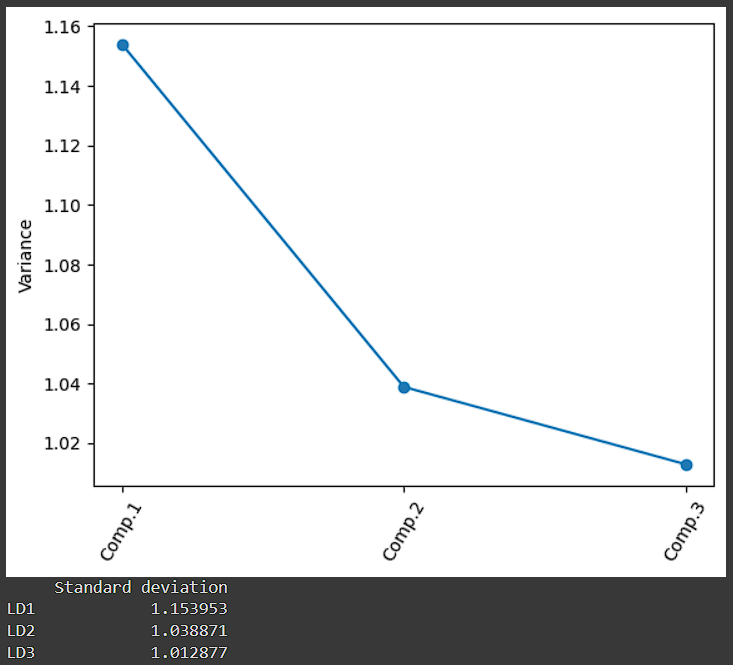 1.16
1.14
1.12
1.10
1.08
1.06
1.04
1.02
Variance
Comp.1
Comp.2
Comp.3
Standard deviation
LD1 1.153953
LD2 1.038871
LD3 1.012877